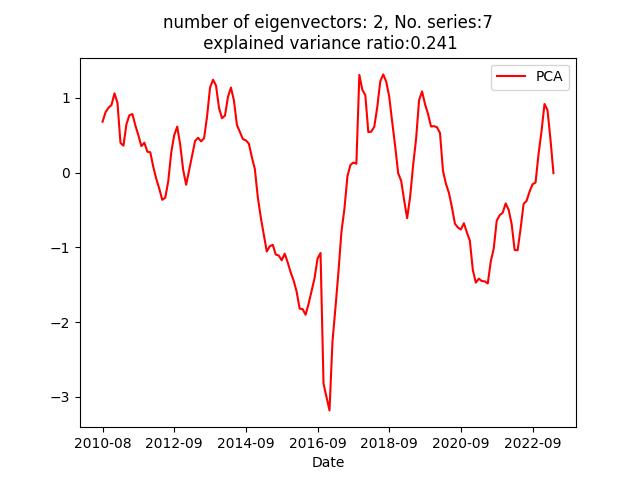 number of eigenvectors: 2, No. series:7
explained variance ratio:0.241
PCA
1
0
−1
−2
−3
2010-08 2012-09 2014-09 2016-09 2018-09 2020-09 2022-09
Date